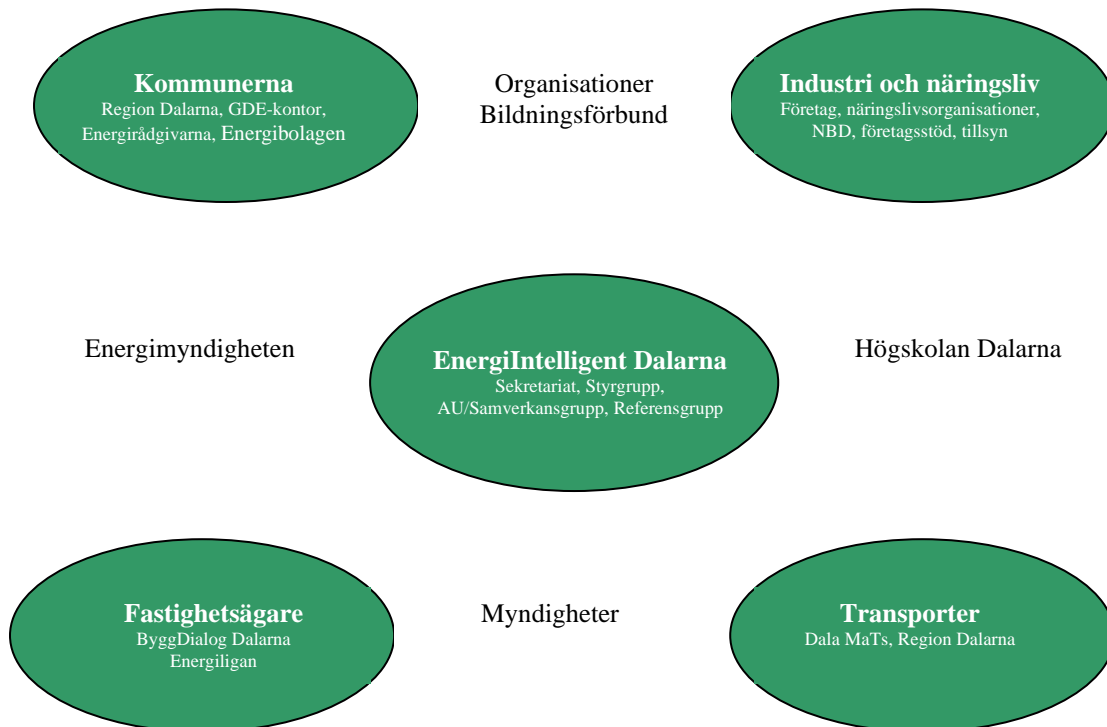 Kommunerna
Region Dalarna, GDE-kontor,
Energirådgivarna, Energibolagen
Organisationer
Bildningsförbund
Industri och näringsliv
Företag, näringslivsorganisationer,
NBD, företagsstöd, tillsyn
Energimyndigheten
EnergiIntelligent Dalarna
Sekretariat, Styrgrupp,
AU/Samverkansgrupp, Referensgrupp
Högskolan Dalarna
Fastighetsägare
ByggDialog Dalarna
Energiligan
Myndigheter
Transporter
Dala MaTs, Region Dalarna